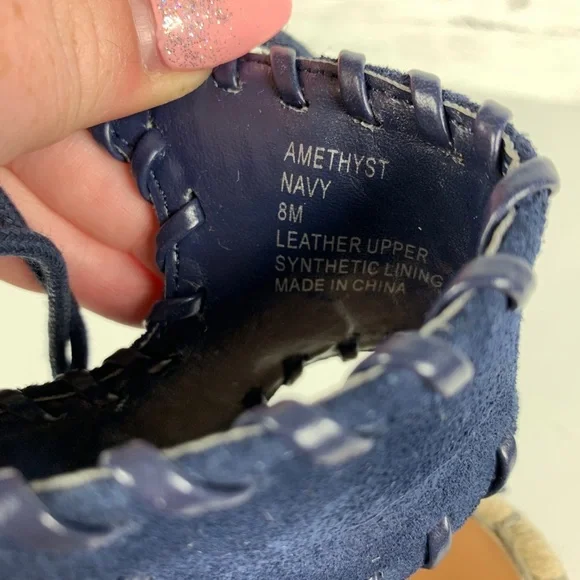 AMETHYST
NAVY
8M
LEATHER UPPER
SYNTHETIC LINING
MADE IN CHINA